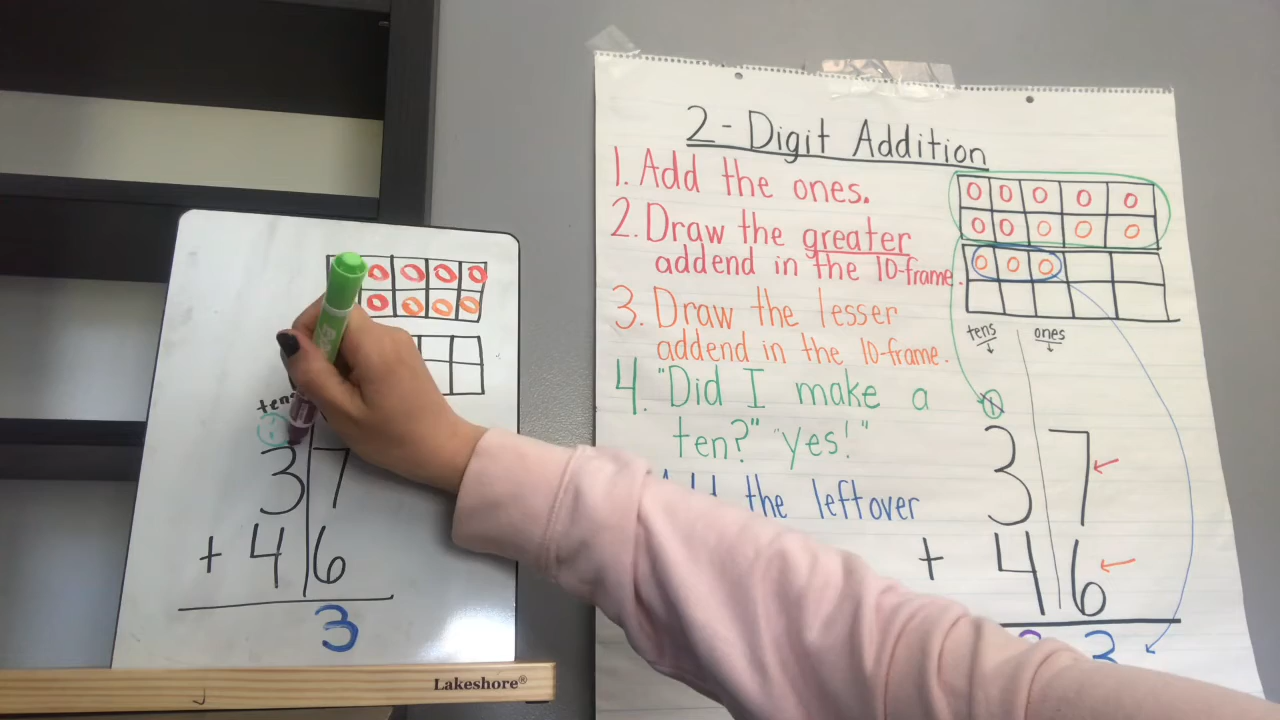 2-Digit Addition
1. Add the ones.
2. Draw the greater
addend in the 10-frame.
3. Draw the lesser
addend in the 10-frame.
4. "Did I make a
ten?" "yes!"
the leftover
tens ones
1
37
+ 46
3
tens
37
+ 46
3
Lakeshore®